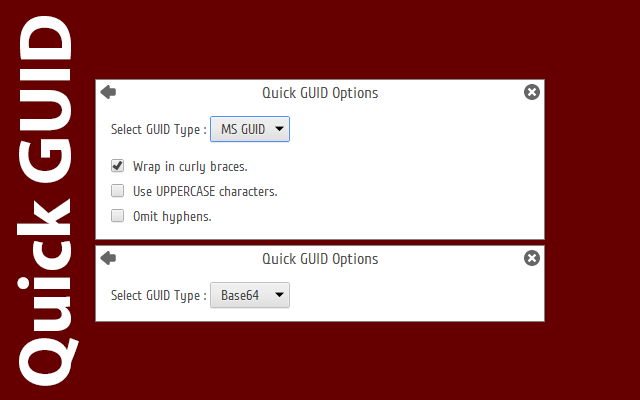 Quick GUID
Quick GUID Options
Select GUID Type : MS GUID
Wrap in curly braces.
Use UPPERCASE characters.
Omit hyphens.
Quick GUID Options
Select GUID Type : Base64